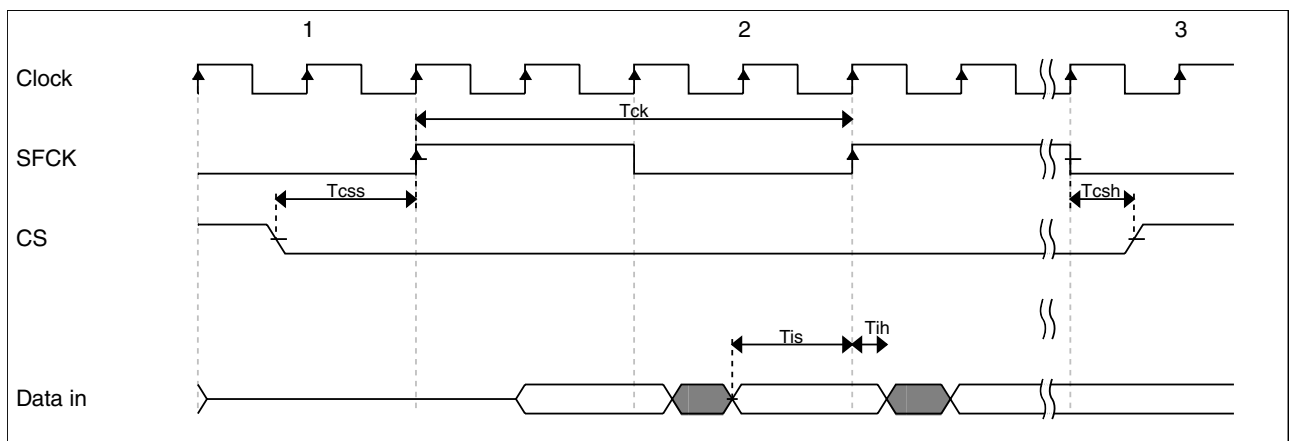 1 2 3
Clock
Tck
SFCK
Tcss Tcsh
CS
Tis Tih
Data in